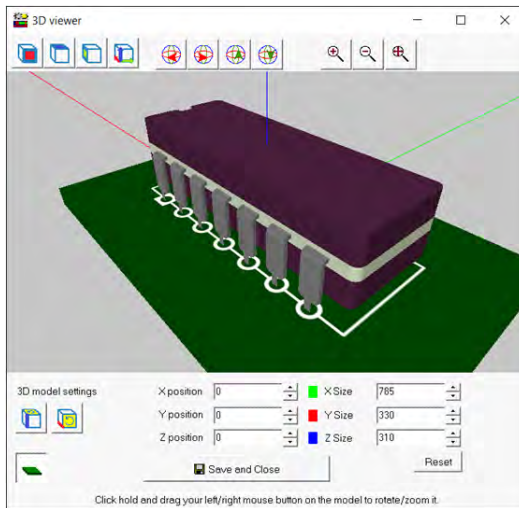 3D viewer
3D model settings
X position 0 X Size 785
Y position 0 Y Size 330
Z position 0 Z Size 310
Save and Close
Reset
Click hold and drag your left/right mouse button on the model to rotate/zoom it.